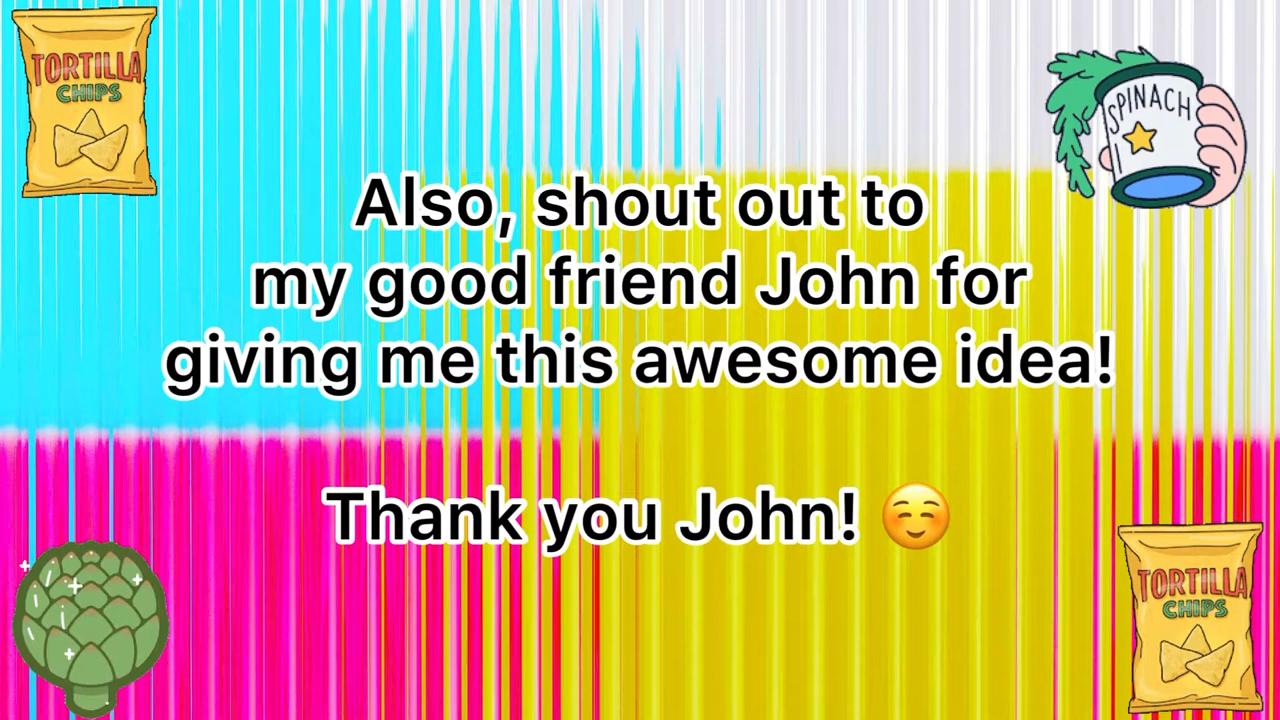 TORTILLA
CHIPS
SPINACH
Also, shout out to
my good friend John for
giving me this awesome idea!
Thank you John! ☺️
TORTILLA
CHIPS